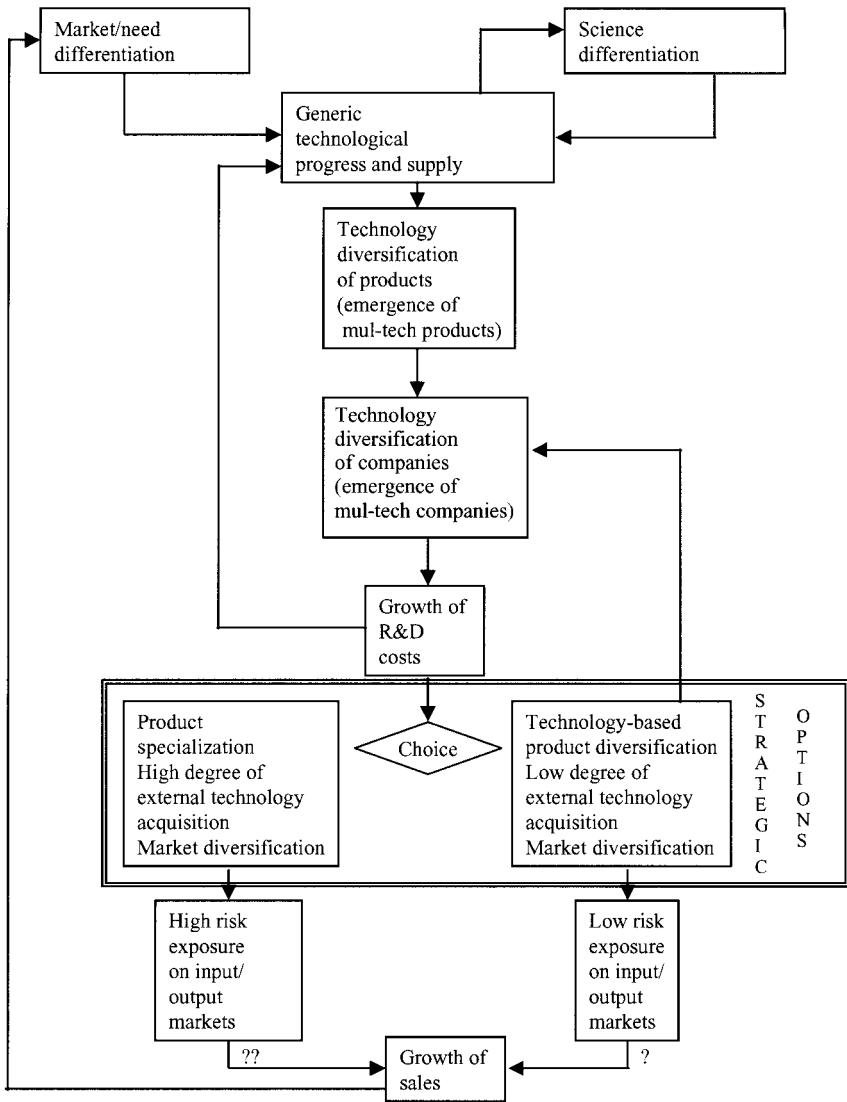 Market/need
differentiation
Science
differentiation
Generic
technological
progress and supply
Technology
diversification
of products
(emergence of
mul-tech products)
Technology
diversification
of companies
(emergence of
mul-tech companies)
Growth of
R&D
costs
Product
specialization
High degree of
external technology
acquisition
Market diversification
Choice
Technology-based
product diversification
Low degree of
external technology
acquisition
Market diversification
STRATEGIC
OPTIONS
High risk
exposure
on input/
output
markets
Low risk
exposure
on input/
output
markets
??
?
Growth of
sales